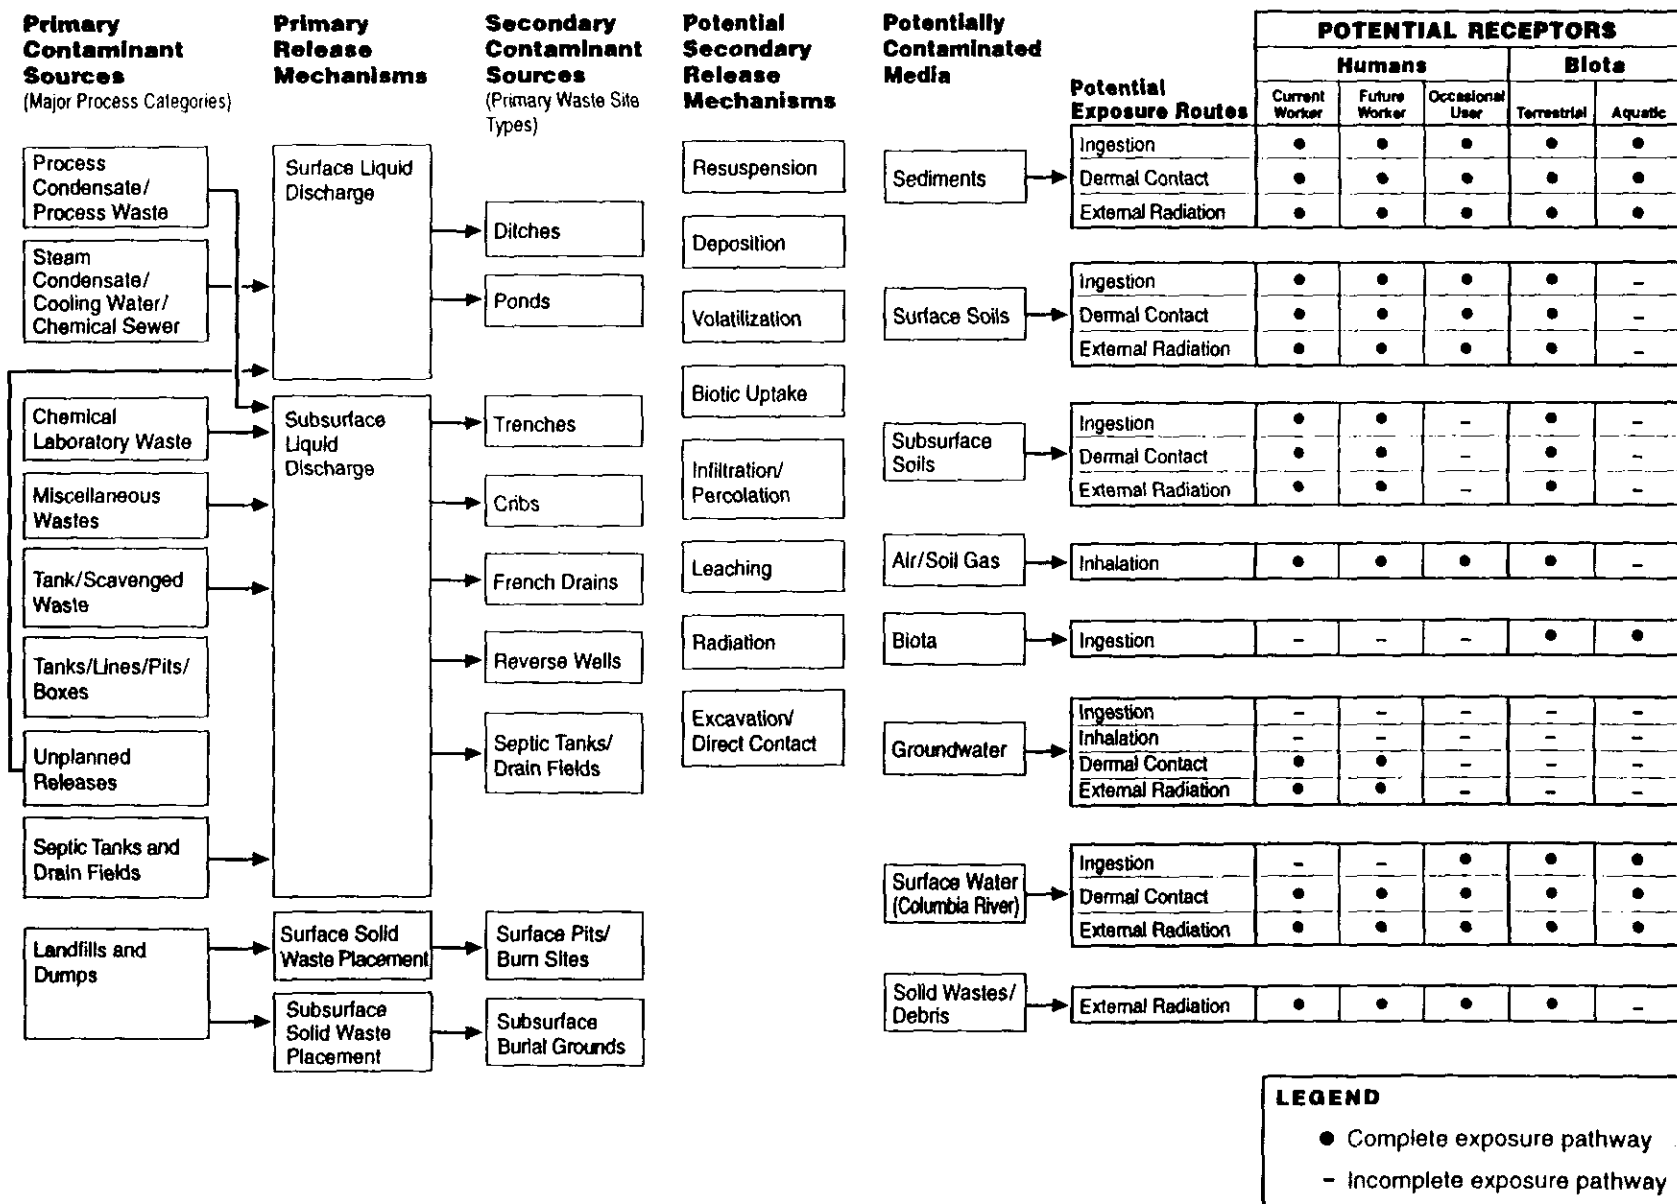 Primary
Contaminant
Sources
(Major Process Categories)
Primary
Release
Mechanisms
Secondary
Contaminant
Sources
(Primary Waste Site
Types)
Potential
Secondary
Release
Mechanisms
Potentially
Contaminated
Media
Potential
Exposure Routes
POTENTIAL RECEPTORS
Humans
Biota
Current
Worker
Future
Worker
Occasional
User
Terrestrial
Aquatic
Process
Condensate/
Process Waste
Steam
Condensate/
Cooling Water/
Chemical Sewer
Chemical
Laboratory Waste
Miscellaneous
Wastes
Tank/Scavenged
Waste
Tanks/Lines/Pits/
Boxes
Unplanned
Releases
Septic Tanks and
Drain Fields
Landfills and
Dumps
Surface Liquid
Discharge
Subsurface
Liquid
Discharge
Surface Solid
Waste Placement
Subsurface
Solid Waste
Placement
Ditches
Ponds
Trenches
Cribs
French Drains
Reverse Wells
Septic Tanks/
Drain Fields
Surface Pits/
Burn Sites
Subsurface
Burial Grounds
Resuspension
Deposition
Volatilization
Biotic Uptake
Infiltration/
Percolation
Leaching
Radiation
Excavation/
Direct Contact
Sediments
Ingestion ● ● ● ● ●
Dermal Contact ● ● ● ● ●
External Radiation ● ● ● ● ●
Surface Soils
Ingestion ● ● ● ● –
Dermal Contact ● ● ● ● –
External Radiation ● ● ● ● –
Subsurface
Soils
Ingestion ● ● – ● –
Dermal Contact ● ● – ● –
External Radiation ● ● – ● –
Air/Soil Gas
Inhalation ● ● ● ● –
Biota
Ingestion – – – ● ●
Groundwater
Ingestion – – – – –
Inhalation – – – – –
Dermal Contact ● ● – – –
External Radiation ● ● – – –
Surface Water
(Columbia River)
Ingestion – – ● ● ●
Dermal Contact ● ● ● ● ●
External Radiation ● ● ● ● ●
Solid Wastes/
Debris
External Radiation ● ● ● ● –
LEGEND
● Complete exposure pathway
– Incomplete exposure pathway